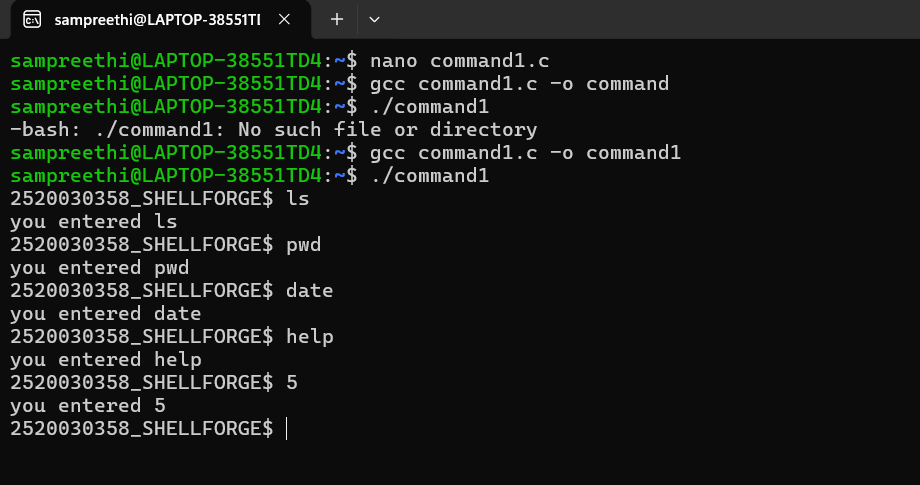 sampreethi@LAPTOP-38551TI
sampreethi@LAPTOP-38551TD4:~$ nano command1.c
sampreethi@LAPTOP-38551TD4:~$ gcc command1.c -o command
sampreethi@LAPTOP-38551TD4:~$ ./command1
-bash: ./command1: No such file or directory
sampreethi@LAPTOP-38551TD4:~$ gcc command1.c -o command1
sampreethi@LAPTOP-38551TD4:~$ ./command1
2520030358_SHELLFORGE$ ls
you entered ls
2520030358_SHELLFORGE$ pwd
you entered pwd
2520030358_SHELLFORGE$ date
you entered date
2520030358_SHELLFORGE$ help
you entered help
2520030358_SHELLFORGE$ 5
you entered 5
2520030358_SHELLFORGE$